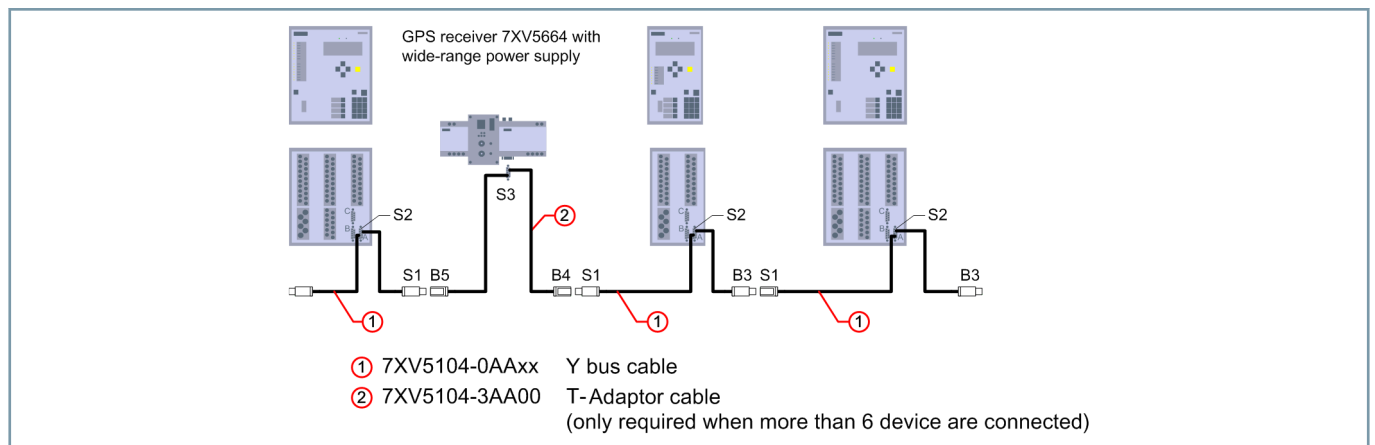 GPS receiver 7XV5664 with
wide-range power supply
S3
C
B
A
S2
2
C
B
A
S2
C
B
A
S2
S1 B5
B4 S1
B3 S1
B3
1
1
1
1 7XV5104-0AAxx Y bus cable
2 7XV5104-3AA00 T-Adaptor cable
(only required when more than 6 device are connected)